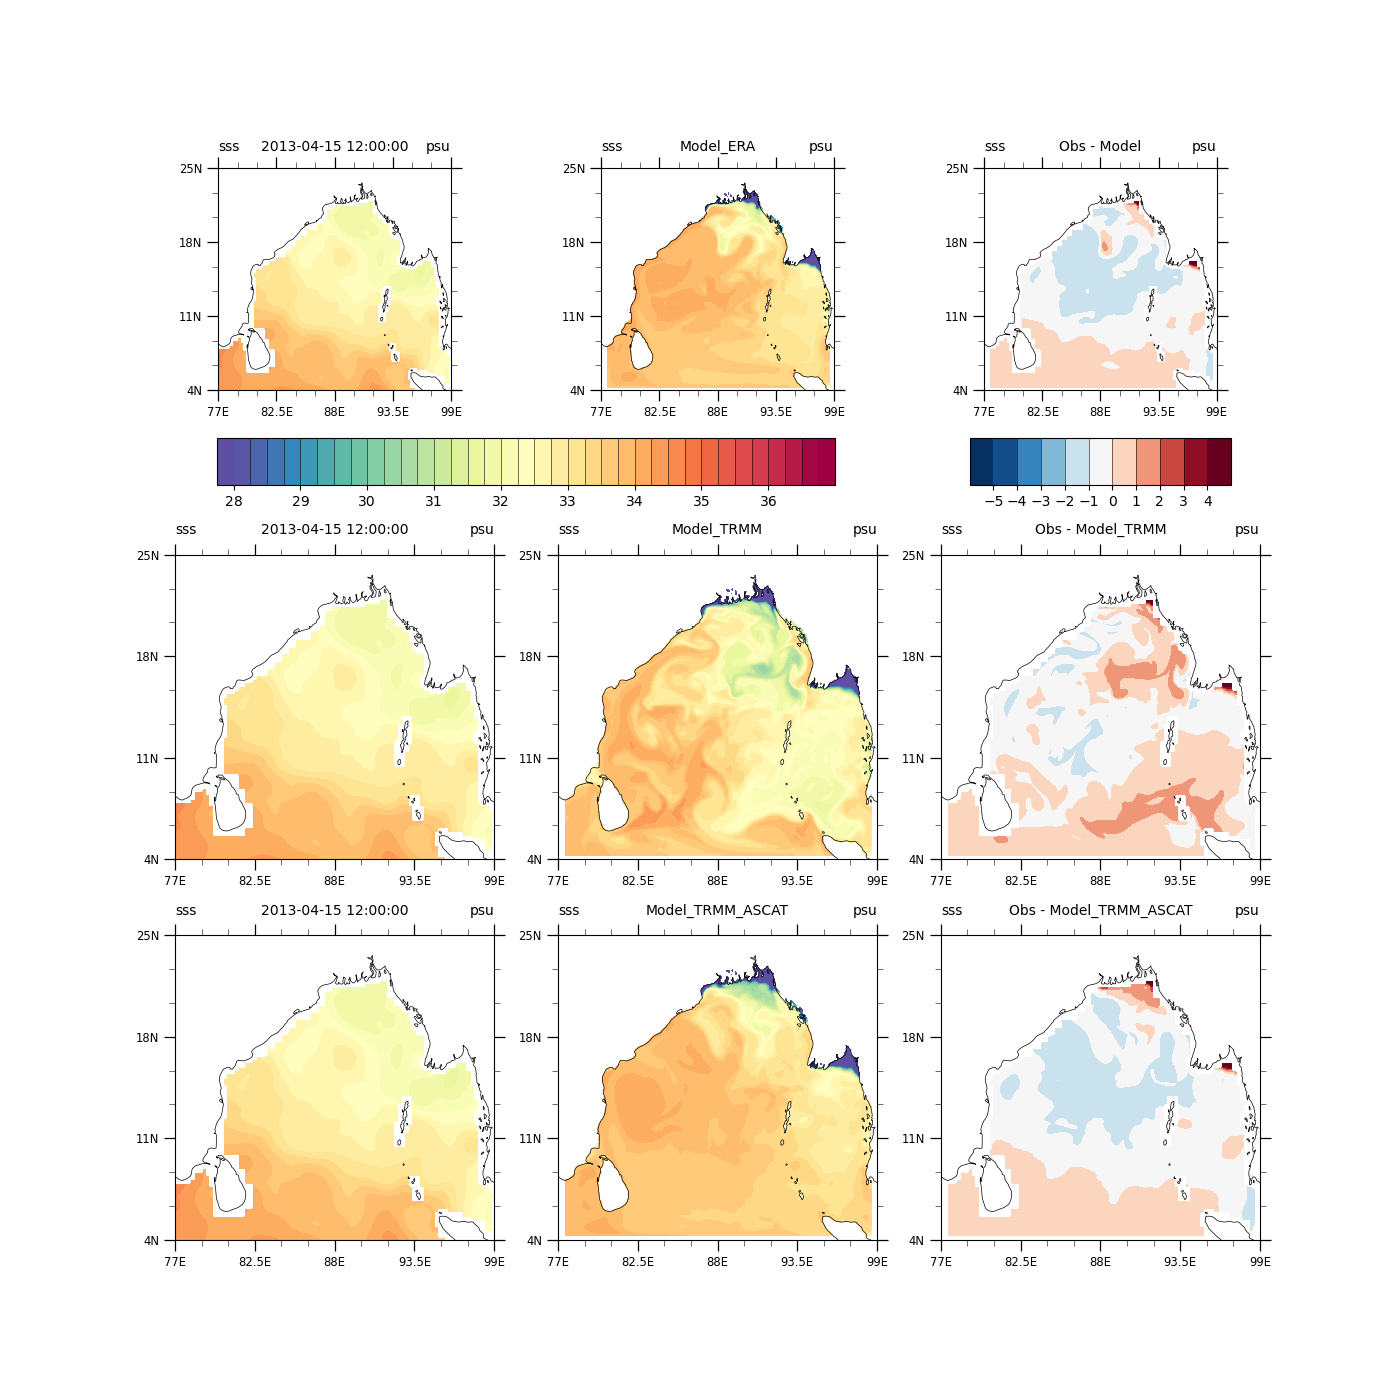 sss 2013-04-15 12:00:00 psu sss Model_ERA psu sss Obs - Model psu
25N 25N 25N
18N 18N 18N
11N 11N 11N
4N 4N 4N
77E 82.5E 88E 93.5E 99E 77E 82.5E 88E 93.5E 99E 77E 82.5E 88E 93.5E 99E
28 29 30 31 32 33 34 35 36 −5 −4 −3 −2 −1 0 1 2 3 4
sss 2013-04-15 12:00:00 psu sss Model_TRMM psu sss Obs - Model_TRMM psu
25N 25N 25N
18N 18N 18N
11N 11N 11N
4N 4N 4N
77E 82.5E 88E 93.5E 99E 77E 82.5E 88E 93.5E 99E 77E 82.5E 88E 93.5E 99E
sss 2013-04-15 12:00:00 psu sss Model_TRMM_ASCAT psu sss Obs - Model_TRMM_ASCAT psu
25N 25N 25N
18N 18N 18N
11N 11N 11N
4N 4N 4N
77E 82.5E 88E 93.5E 99E 77E 82.5E 88E 93.5E 99E 77E 82.5E 88E 93.5E 99E